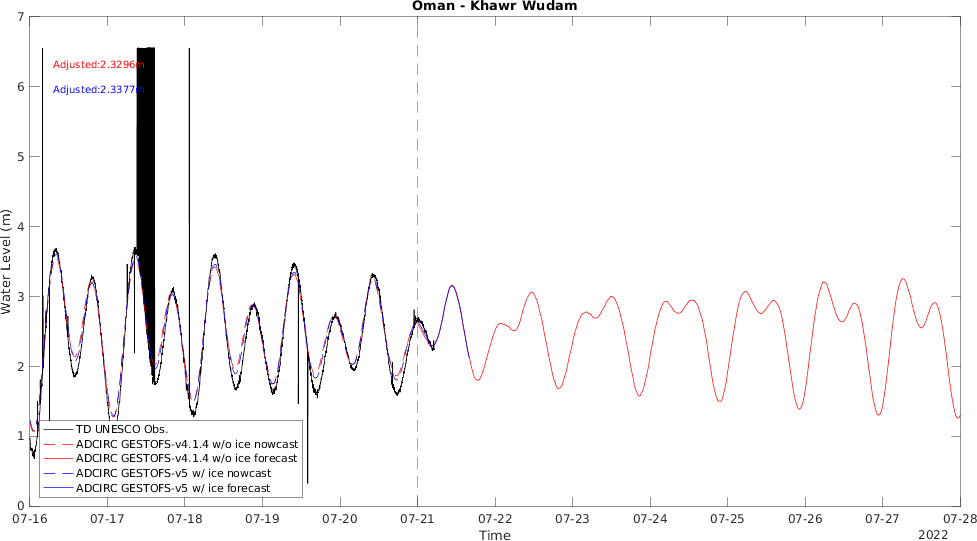 Oman - Khawr Wudam
7
Adjusted:2.3296m
6
Adjusted:2.3377m
5
4
Water Level (m)
3
2
1
0
TD UNESCO Obs.
ADCIRC GESTOFS-v4.1.4 w/o ice nowcast
ADCIRC GESTOFS-v4.1.4 w/o ice forecast
ADCIRC GESTOFS-v5 w/ ice nowcast
ADCIRC GESTOFS-v5 w/ ice forecast
07-16 07-17 07-18 07-19 07-20 07-21 07-22 07-23 07-24 07-25 07-26 07-27 07-28
Time
2022